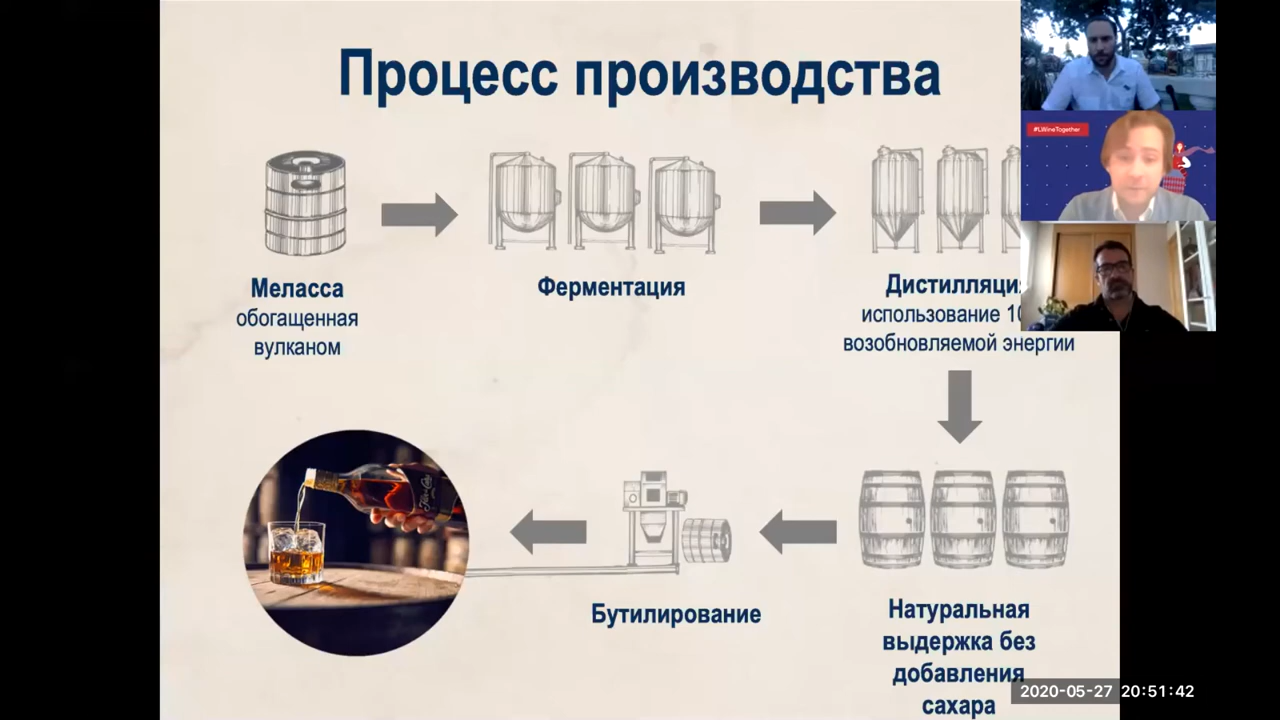 Процесс производства
#LWineTogether
Меласса
обогащенная
вулканом
Ферментация
Дистилляция
использование 10
возобновляемой энергии
Бутилирование
Натуральная
выдержка без
добавления
сахара
2020-05-27 20:51:42